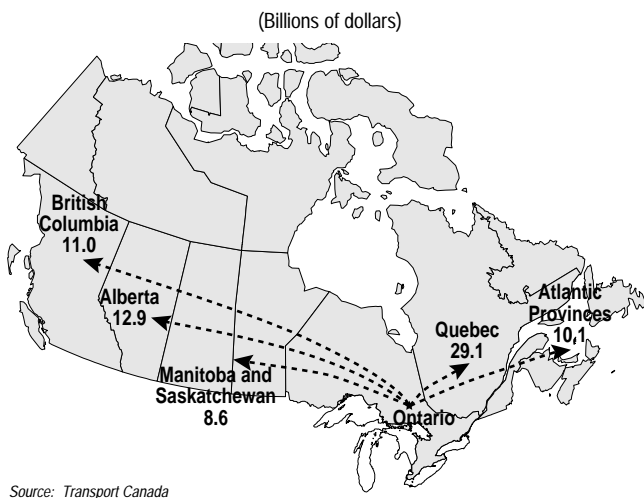 (Billions of dollars)
British
Columbia
11.0
Alberta
12.9
Manitoba and
Saskatchewan
8.6
Quebec
29.1
Atlantic
Provinces
10,1
Ontario
Source: Transport Canada